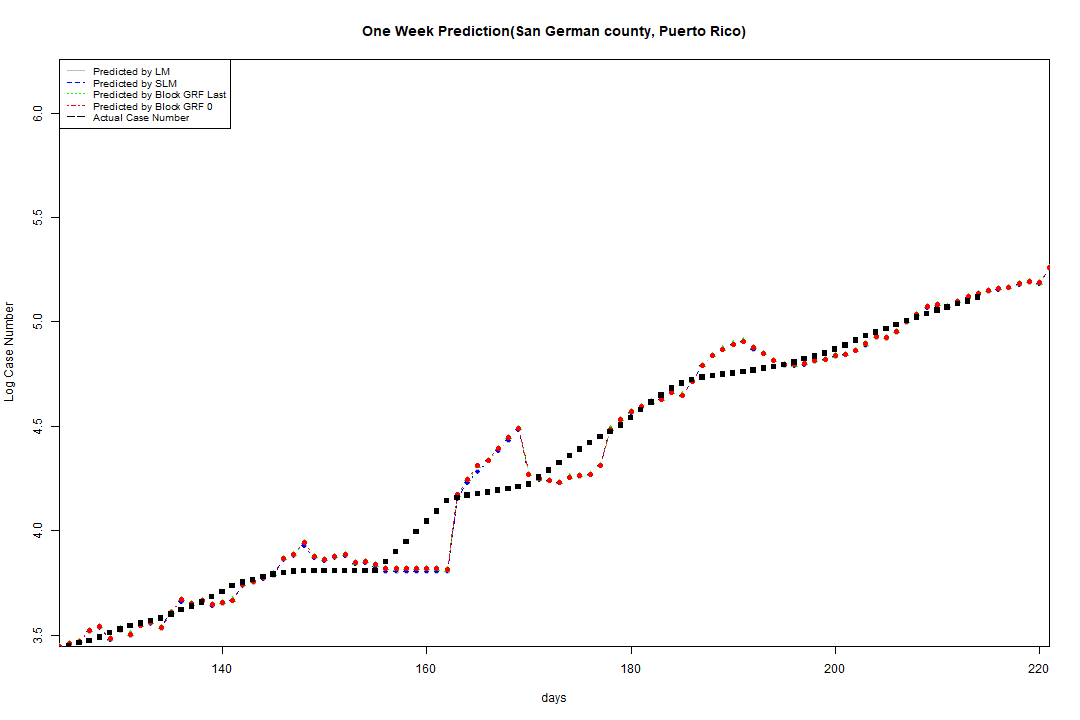 One Week Prediction(San German county, Puerto Rico)
Predicted by LM
Predicted by SLM
Predicted by Block GRF Last
Predicted by Block GRF 0
Actual Case Number
6.0
5.5
5.0
4.5
4.0
3.5
Log Case Number
140 160 180 200 220
days